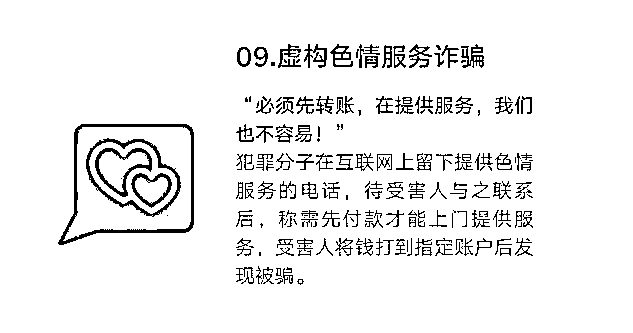 09.虚构色情服务诈骗
“必须先转账，在提供服务，我们
也不容易！”
犯罪分子在互联网上留下提供色情
服务的电话，待受害人与之联系
后，称需先付款才能上门提供服
务，受害人将钱打到指定账户后发
现被骗。